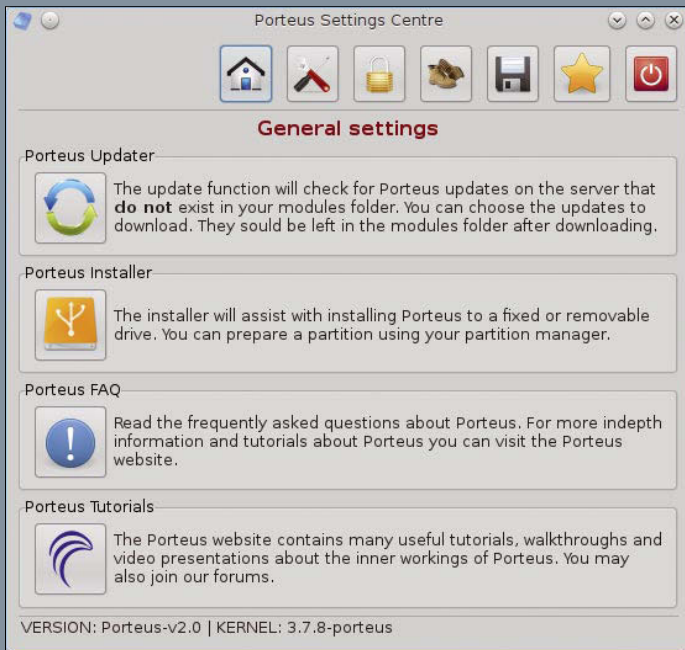 Porteus Settings Centre
General settings
Porteus Updater
The update function will check for Porteus updates on the server that
do not exist in your modules folder. You can choose the updates to
download. They sould be left in the modules folder after downloading.
Porteus Installer
The installer will assist with installing Porteus to a fixed or removable
drive. You can prepare a partition using your partition manager.
Porteus FAQ
Read the frequently asked questions about Porteus. For more indepth
information and tutorials about Porteus you can visit the Porteus
website.
Porteus Tutorials
The Porteus website contains many useful tutorials, walkthroughs and
video presentations about the inner workings of Porteus. You may
also join our forums.
VERSION: Porteus-v2.0 | KERNEL: 3.7.8-porteus